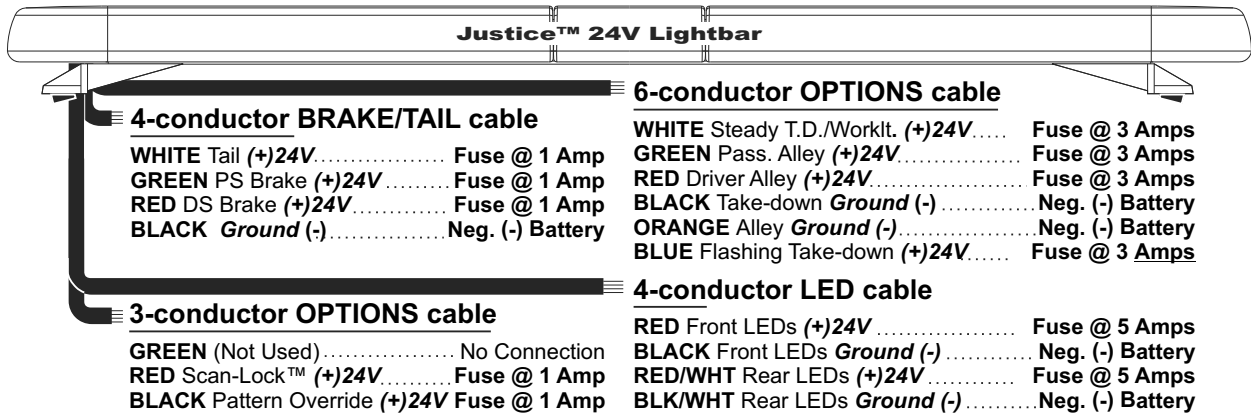 Justice™ 24V Lightbar
4-conductor BRAKE/TAIL cable
WHITE Tail (+)24V.................. Fuse @ 1 Amp
GREEN PS Brake (+)24V ......... Fuse @ 1 Amp
RED DS Brake (+)24V............. Fuse @ 1 Amp
BLACK Ground (-)................Neg. (-) Battery
3-conductor OPTIONS cable
GREEN (Not Used).................. No Connection
RED Scan-Lock™ (+)24V.......... Fuse @ 1 Amp
BLACK Pattern Override (+)24V Fuse @ 1 Amp
6-conductor OPTIONS cable
WHITE Steady T.D./Worklt. (+)24V..... Fuse @ 3 Amps
GREEN Pass. Alley (+)24V................. Fuse @ 3 Amps
RED Driver Alley (+)24V...................... Fuse @ 3 Amps
BLACK Take-down Ground (-) .............Neg. (-) Battery
ORANGE Alley Ground (-)...................Neg. (-) Battery
BLUE Flashing Take-down (+)24V...... Fuse @ 3 Amps
4-conductor LED cable
RED Front LEDs (+)24V ................... Fuse @ 5 Amps
BLACK Front LEDs Ground (-) ............ Neg. (-) Battery
RED/WHT Rear LEDs (+)24V ............ Fuse @ 5 Amps
BLK/WHT Rear LEDs Ground (-) ..........Neg. (-) Battery